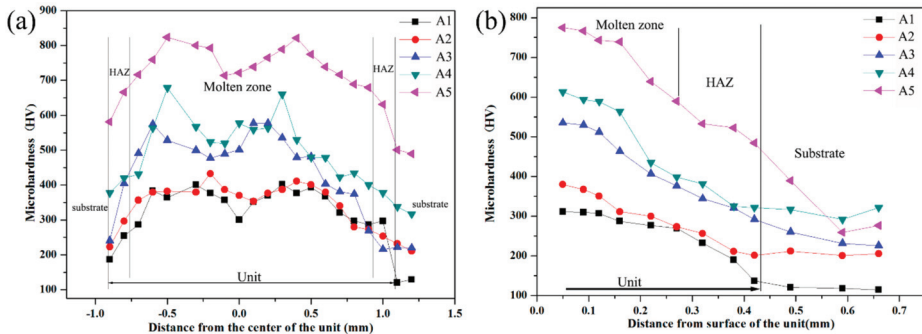 (a)
900
800
700
600
500
400
300
200
100
Microhardness (HV)
HAZ
Molten zone
HAZ
substrate
substrate
Unit
A1
A2
A3
A4
A5
-1.0
-0.5
0.0
0.5
1.0
Distance from the center of the unit (mm)
(b)
800
700
600
500
400
300
200
100
Microhardness (HV)
Molten zone
HAZ
Substrate
Unit
A1
A2
A3
A4
A5
0.0
0.1
0.2
0.3
0.4
0.5
0.6
0.7
Distance from surface of the unit(mm)